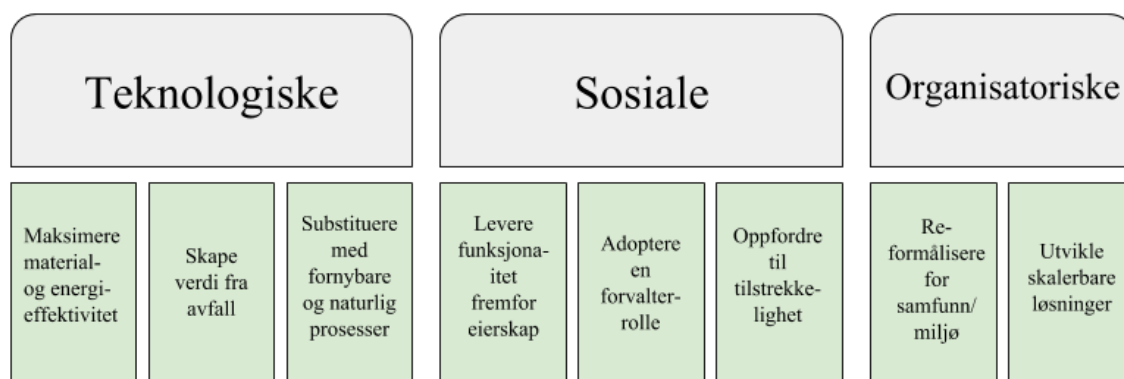 Teknologiske
Sosiale
Organisatoriske
Maksimere
material-
og energi-
effektivitet
Skape
verdi fra
avfall
Substituere
med
fornybare
og naturlig
prosesser
Levere
funksjona-
itet
fremfor
eierskap
Adoptere
en
forvalter-
rolle
Oppfordre
til
tilstrekke-
lighet
Re-
formålisere
for
samfunn/
miljø
Utvikle
skalerbare
løsninger